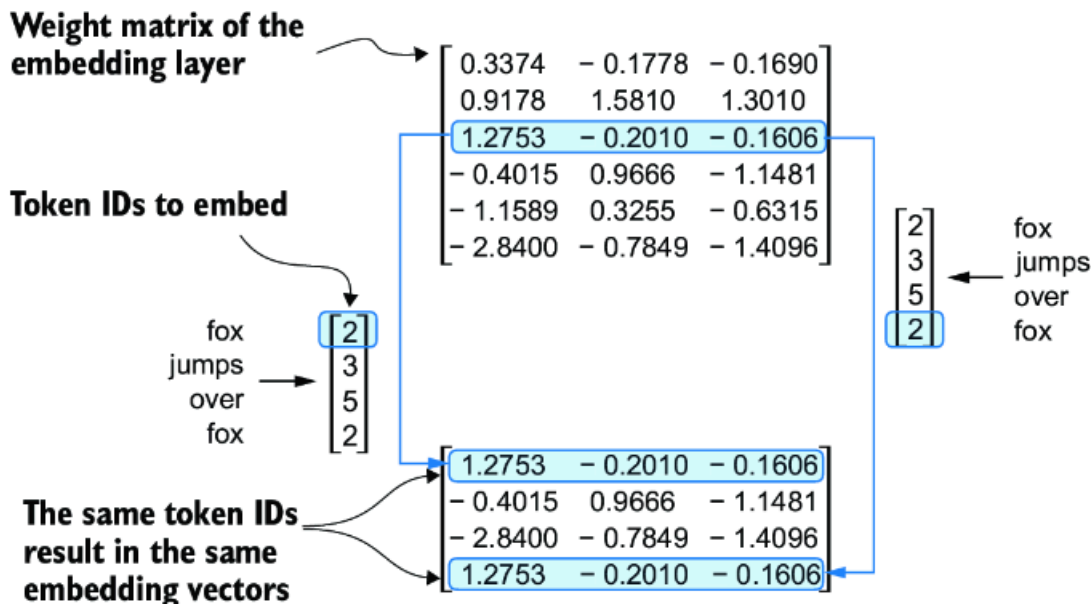 Weight matrix of the
embedding layer
0.3374 − 0.1778 − 0.1690
0.9178 1.5810 1.3010
1.2753 − 0.2010 − 0.1606
− 0.4015 0.9666 − 1.1481
− 1.1589 0.3255 − 0.6315
− 2.8400 − 0.7849 − 1.4096
Token IDs to embed
fox 2
jumps 3
over 5
fox 2
2 fox
3 jumps
5 over
2 fox
1.2753 − 0.2010 − 0.1606
− 0.4015 0.9666 − 1.1481
− 2.8400 − 0.7849 − 1.4096
1.2753 − 0.2010 − 0.1606
The same token IDs
result in the same
embedding vectors